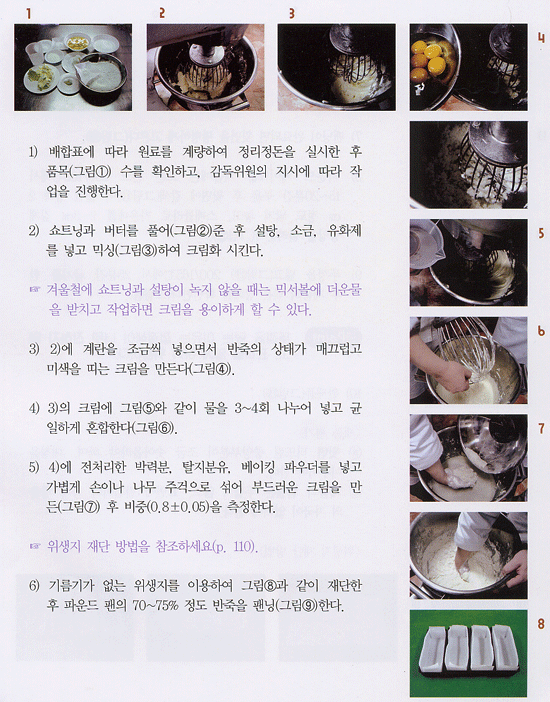 1 2 3
4
1) 배합표에 따라 원료를 계량하여 정리정돈을 실시한 후
품목(그림①) 수를 확인하고, 감독위원의 지시에 따라 작
업을 진행한다.
2) 쇼트닝과 버터를 풀어(그림②)준 후 설탕, 소금, 유화제
를 넣고 믹싱(그림③)하여 크림화 시킨다.
5
☞ 겨울철에 쇼트닝과 설탕이 녹지 않을 때는 믹서볼에 더운물
을 받치고 작업하면 크림을 용이하게 할 수 있다.
6
3) 2)에 계란을 조금씩 넣으면서 반죽의 상태가 매끄럽고
미색을 띠는 크림을 만든다(그림④).
4) 3)의 크림에 그림⑤와 같이 물을 3~4회 나누어 넣고 균
일하게 혼합한다(그림⑥).
7
5) 4)에 전처리한 박력분, 탈지분유, 베이킹 파우더를 넣고
가볍게 손이나 나무 주걱으로 섞어 부드러운 크림을 만
든(그림⑦) 후 비중(0.8±0.05)을 측정한다.
☞ 위생지 재단 방법을 참조하세요(p. 110).
6) 기름기가 없는 위생지를 이용하여 그림⑧과 같이 재단한
후 파운드 팬의 70~75% 정도 반죽을 팬닝(그림⑨)한다.
8